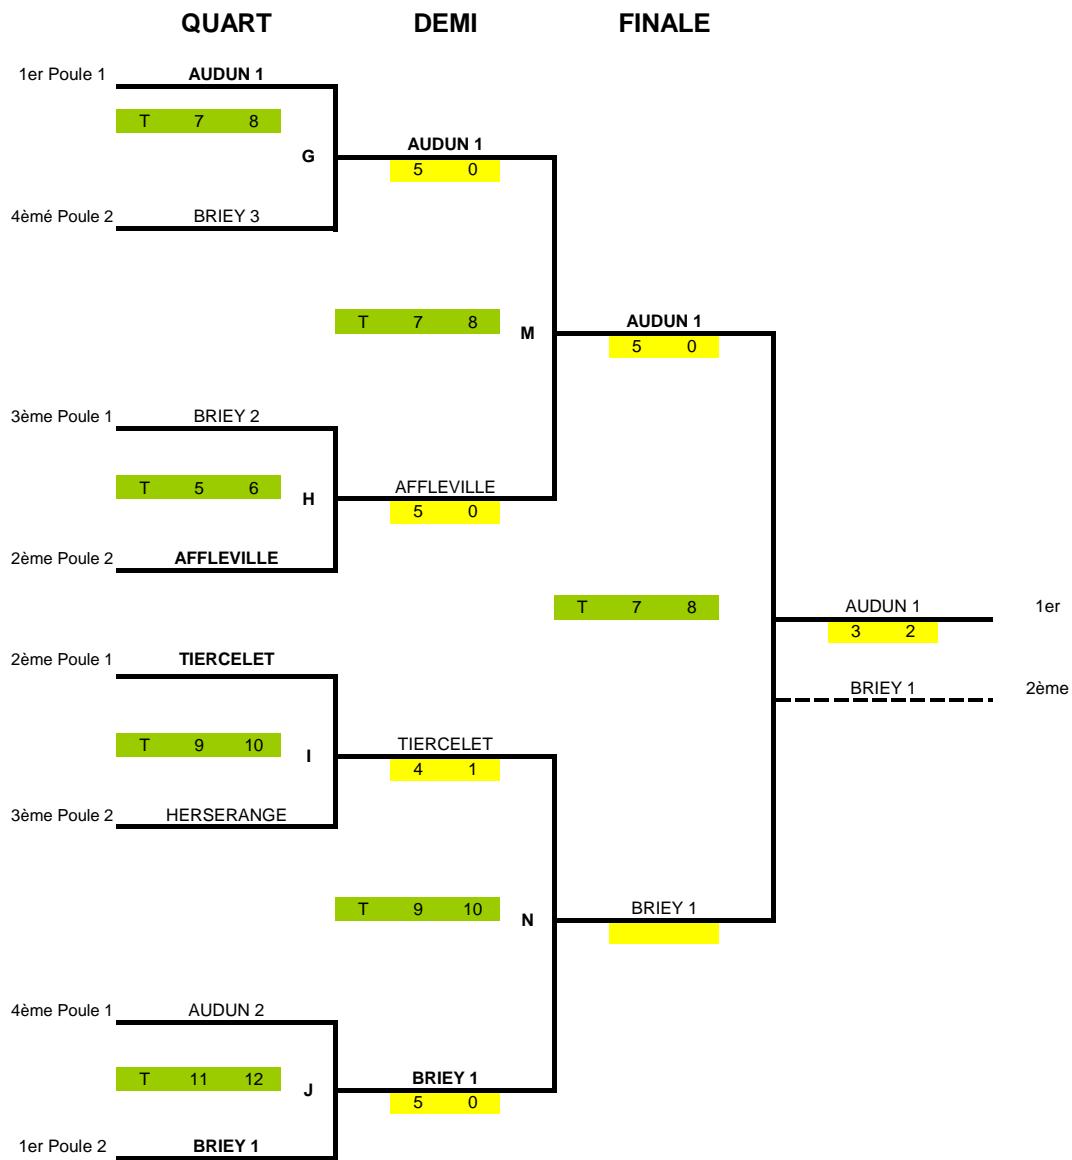 QUART DEMI FINALE
1er Poule 1 AUDUN 1
T 7 8
G
AUDUN 1
5 0
4èmé Poule 2 BRIEY 3
T 7 8
M
AUDUN 1
5 0
3ème Poule 1 BRIEY 2
T 5 6
H
AFFLEVILLE
5 0
2ème Poule 2 AFFLEVILLE
T 7 8
AUDUN 1 1er
3 2
2ème Poule 1 TIERCELET
BRIEY 1 2ème
T 9 10
I
TIERCELET
4 1
3ème Poule 2 HERSERANGE
T 9 10
N
BRIEY 1
4ème Poule 1 AUDUN 2
T 11 12
J
BRIEY 1
5 0
1er Poule 2 BRIEY 1